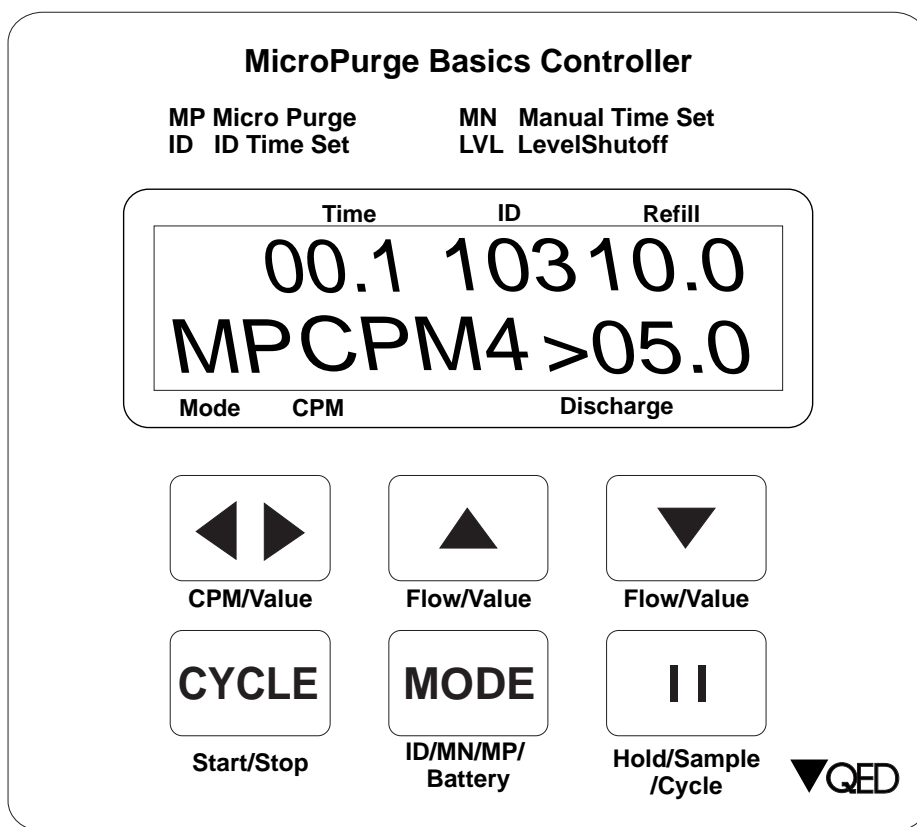 MicroPurge Basics Controller
MP Micro Purge MN Manual Time Set
ID ID Time Set LVL LevelShutoff
Time ID Refill
00.1 103 10.0
MPCPM4 >05.0
Mode CPM Discharge
CPM/Value Flow/Value Flow/Value
CYCLE MODE
Start/Stop ID/MN/MP/ Hold/Sample
Battery /Cycle
QED